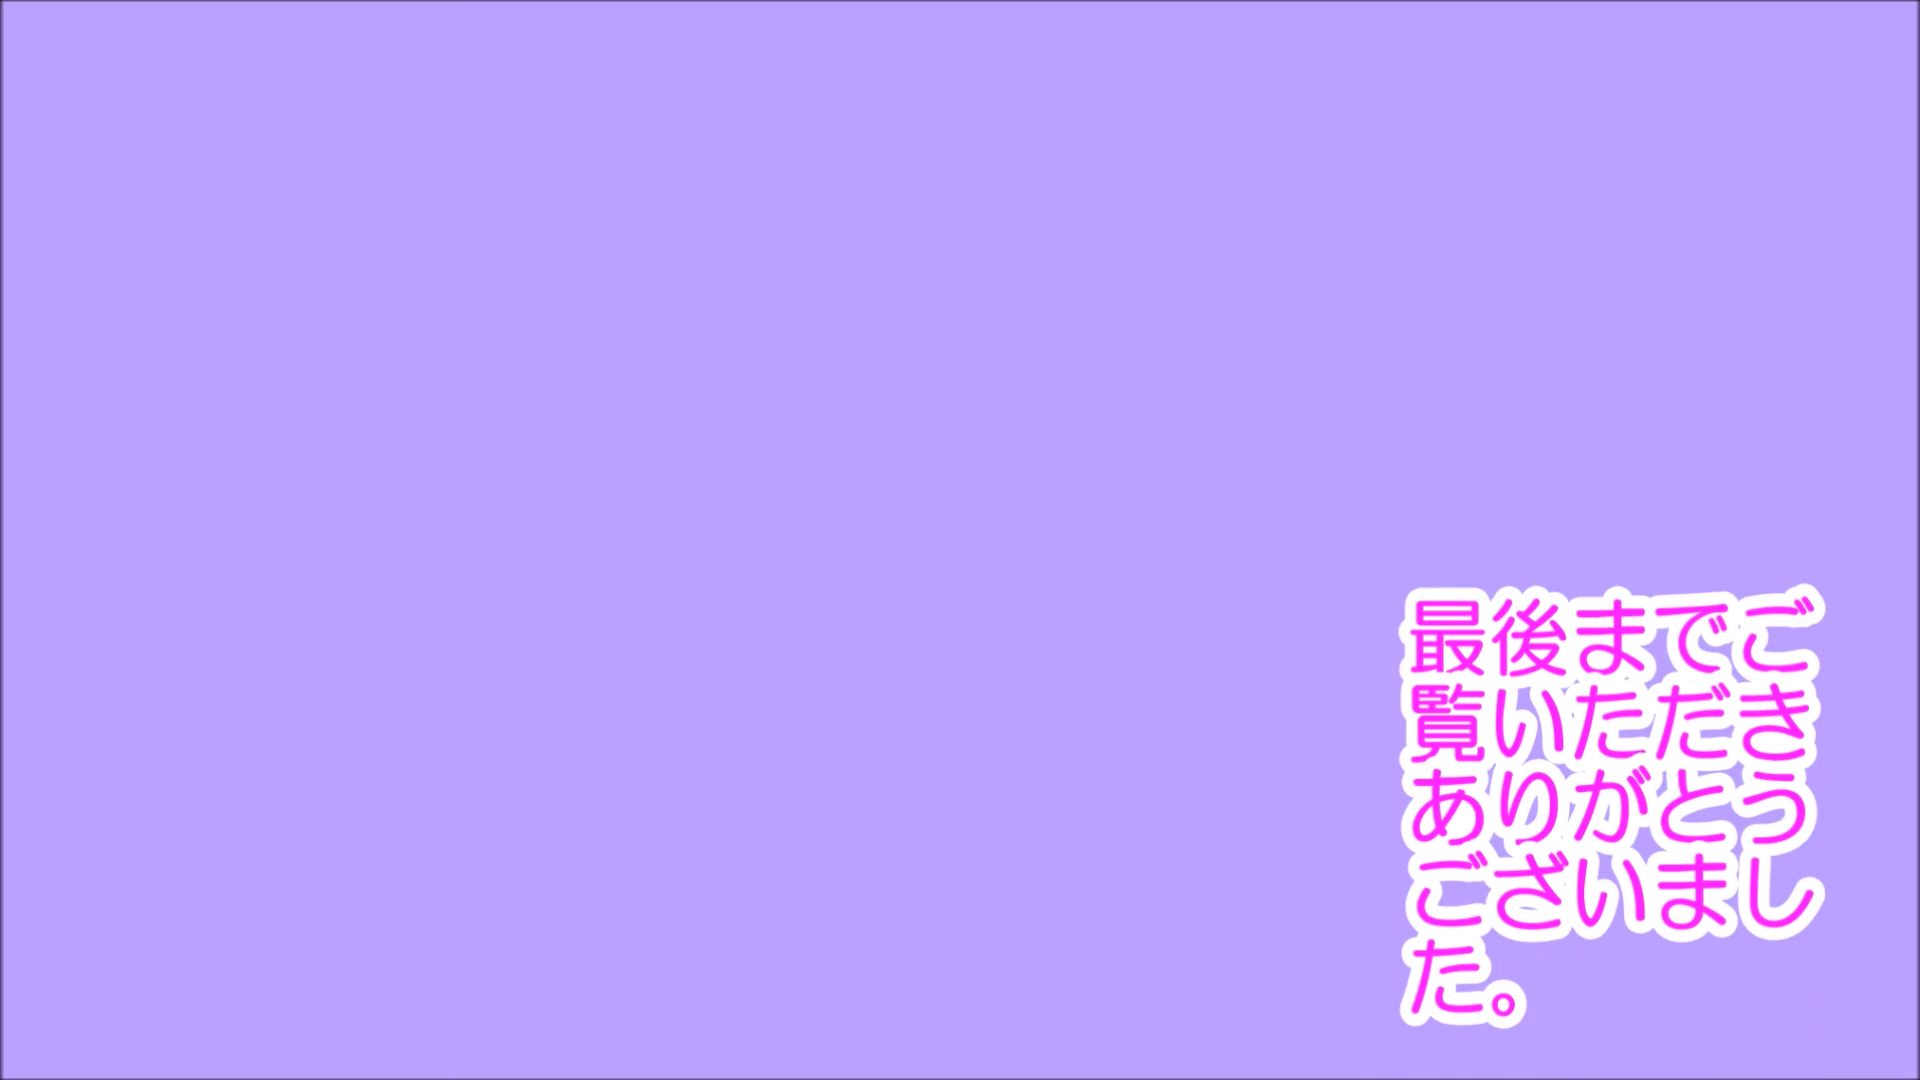 最後までご
覧いただき
ありがとう
ございまし
た。